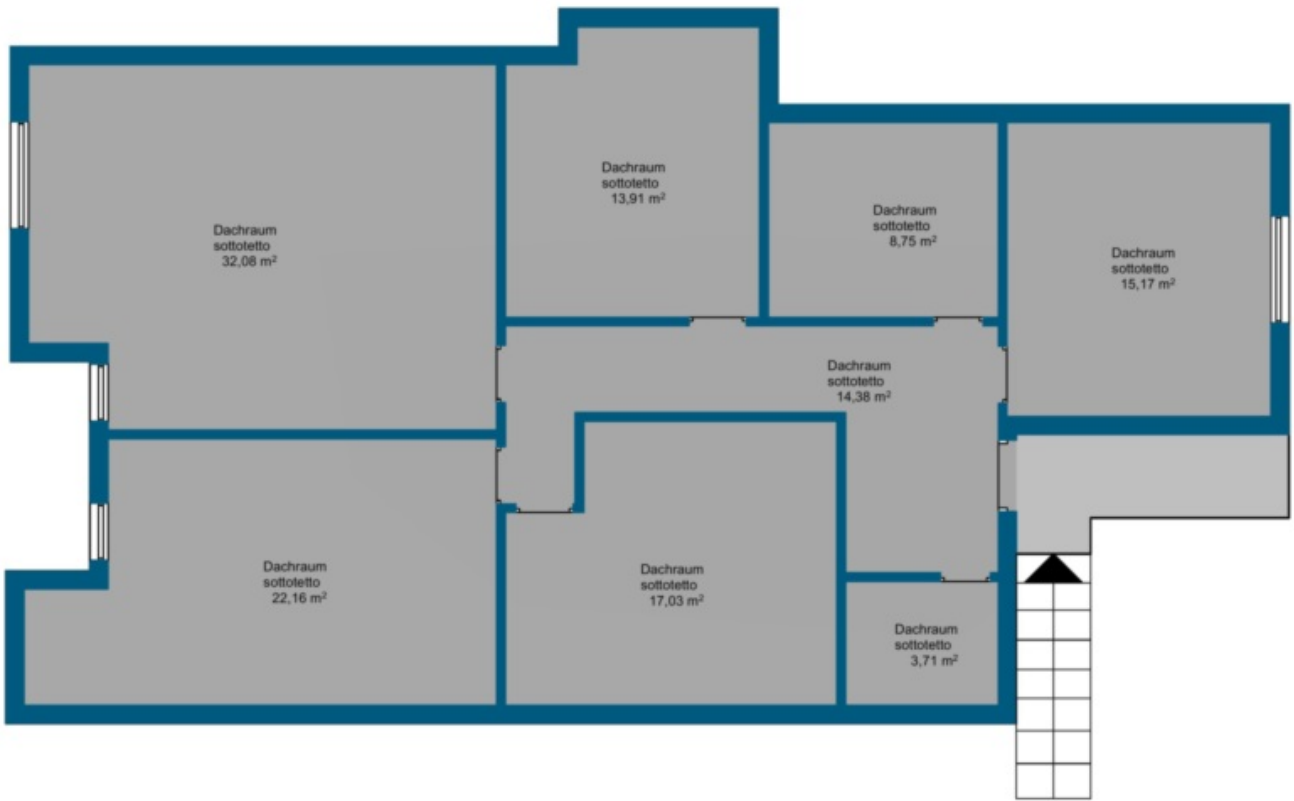 Dachraum
sottotetto
13,91 m²
Dachraum
sottotetto
8,75 m²
Dachraum
sottotetto
32,08 m²
Dachraum
sottotetto
15,17 m²
Dachraum
sottotetto
14,38 m²
Dachraum
sottotetto
22,16 m²
Dachraum
sottotetto
17,03 m²
Dachraum
sottotetto
3,71 m²